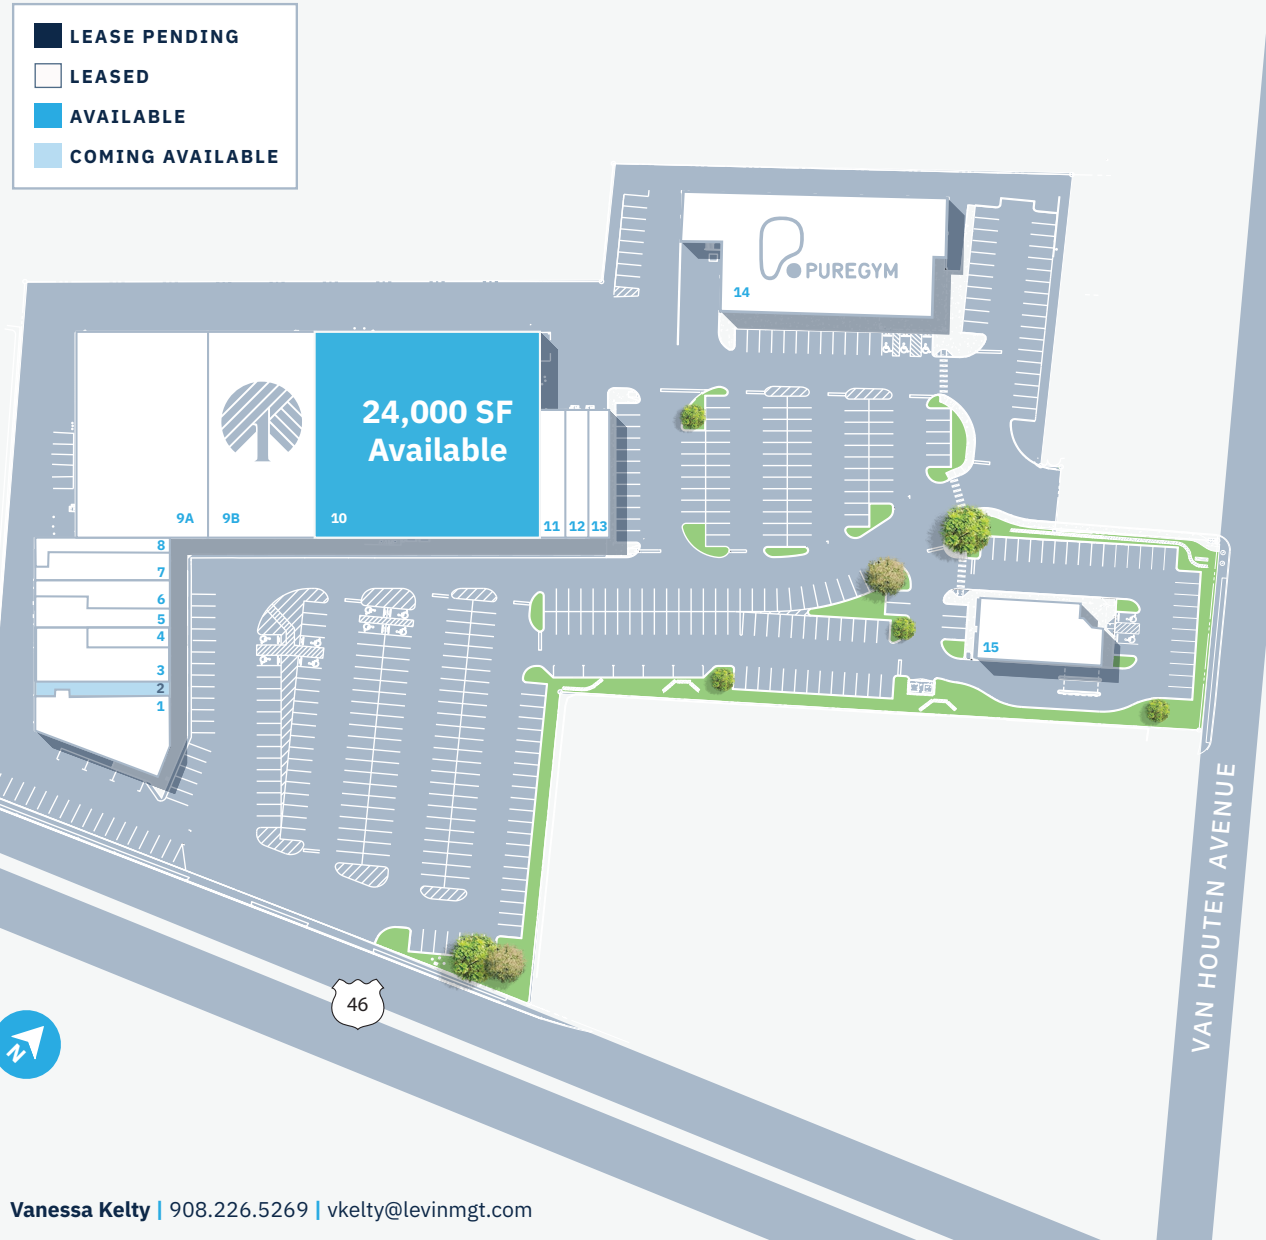 LEASE PENDING
LEASED
AVAILABLE
COMING AVAILABLE
PUREGYM
14
24,000 SF
Available
9A
9B
10
11
12
13
8
7
6
5
4
3
2
1
15
VAN HOUTEN AVENUE
46
N
Vanessa Kelty | 908.226.5269 | vkelty@levinmgt.com